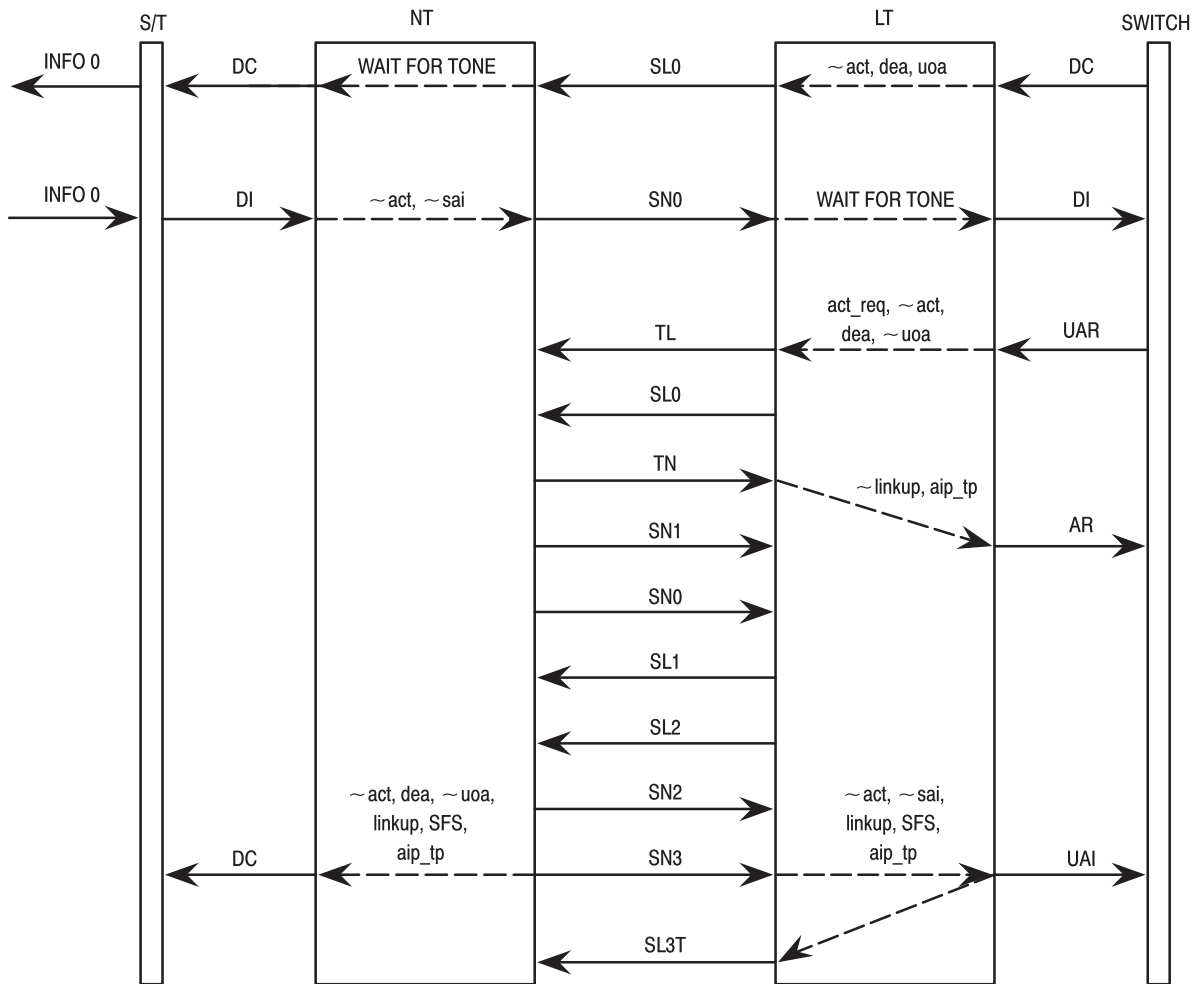 S/T
NT
LT
SWITCH
INFO 0
DC
WAIT FOR TONE
SL0
~act, dea, uoa
DC
INFO 0
DI
~act, ~sai
SN0
WAIT FOR TONE
DI
act_req, ~act,
dea, ~uoa
TL
UAR
SL0
TN
~linkup, aip_tp
SN1
AR
SN0
SL1
SL2
~act, dea, ~uoa,
linkup, SFS,
aip_tp
SN2
~act, ~sai,
linkup, SFS,
aip_tp
DC
SN3
UAI
SL3T